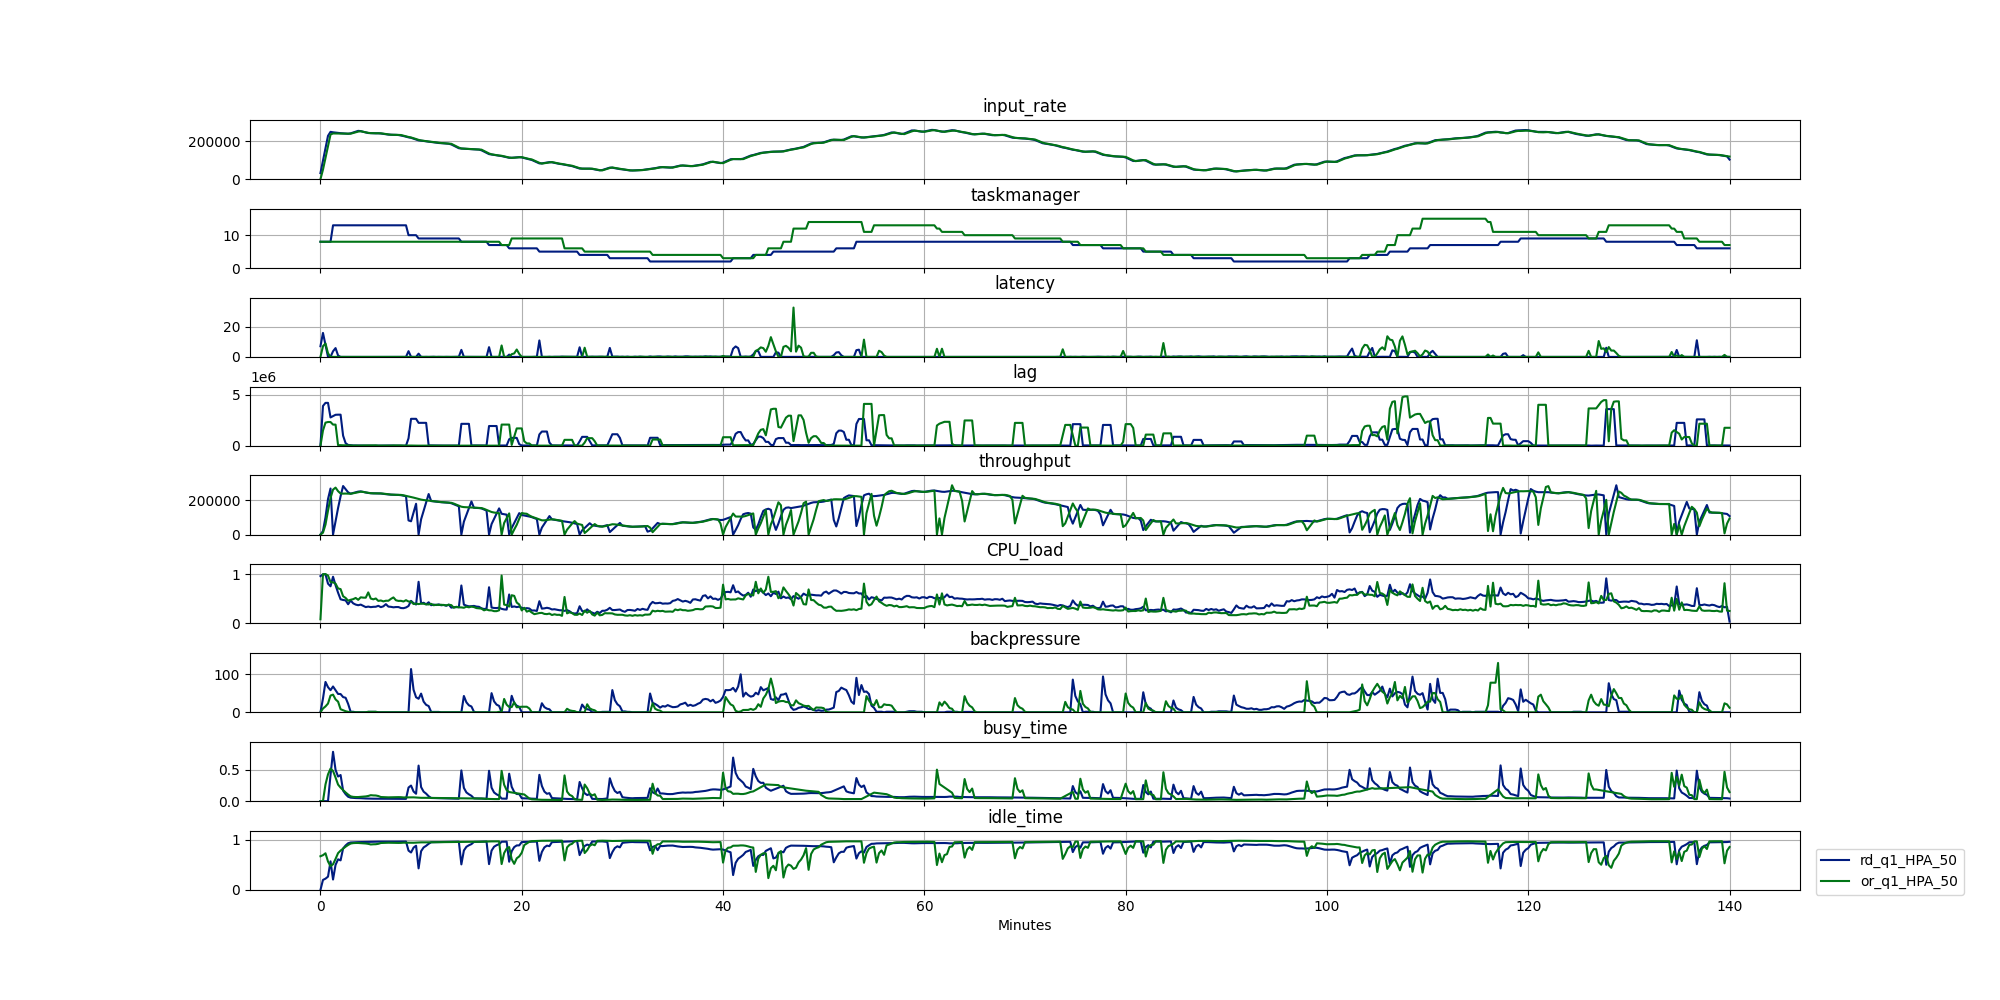 input_rate
200000
0
taskmanager
10
0
latency
20
0
1e6
lag
5
0
throughput
200000
0
CPU_load
1
0
backpressure
100
0
busy_time
0.5
0.0
idle_time
1
0
0 20 40 60 80 100 120 140
Minutes
rd_q1_HPA_50
or_q1_HPA_50